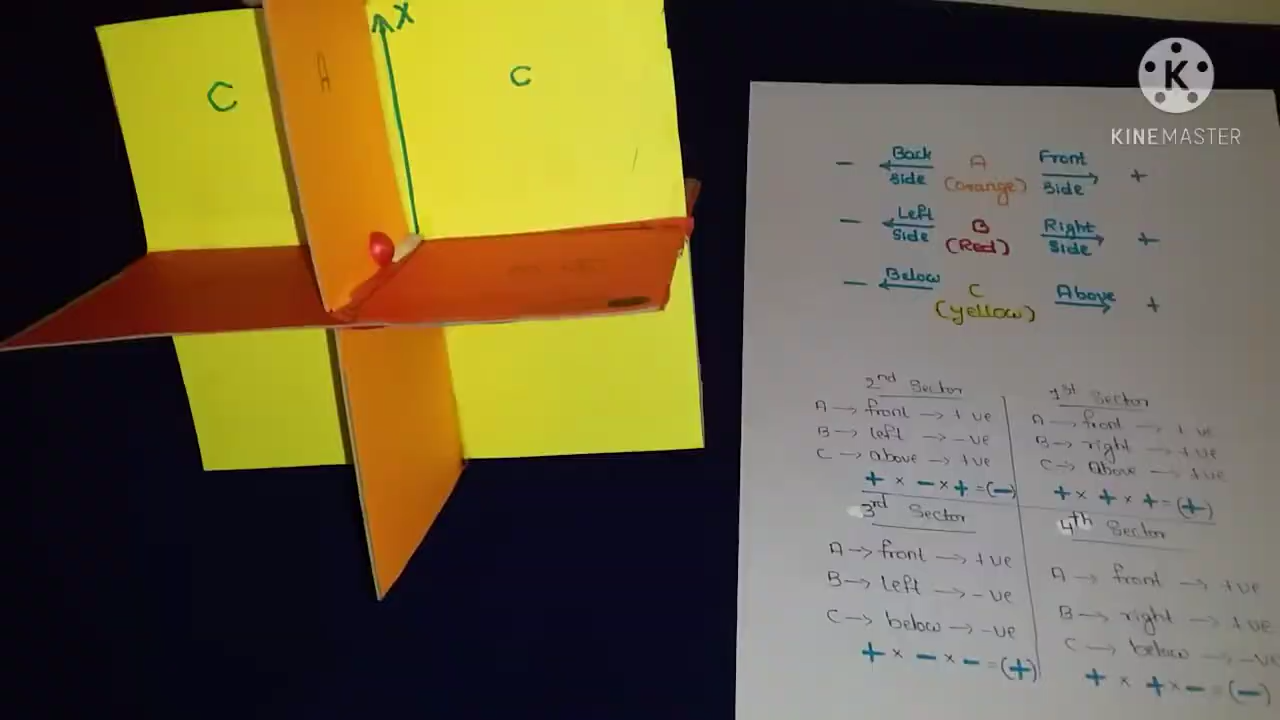 C
A
X
C
K
KINEMASTER
- Back Side A (Orange) Front Side +
- Left Side B (Red) Right Side +
- Below C (Yellow) Above +
2nd Sector
A → front → +ve
B → left → -ve
C → above → +ve
+ × - × + = (-)
1st Sector
A → front → +ve
B → right → +ve
C → above → +ve
+ × + × + = (+)
3rd Sector
A → front → +ve
B → left → -ve
C → below → -ve
+ × - × - = (+)
4th Sector
A → front → +ve
B → right → +ve
C → below → -ve
+ × + × - = (-)